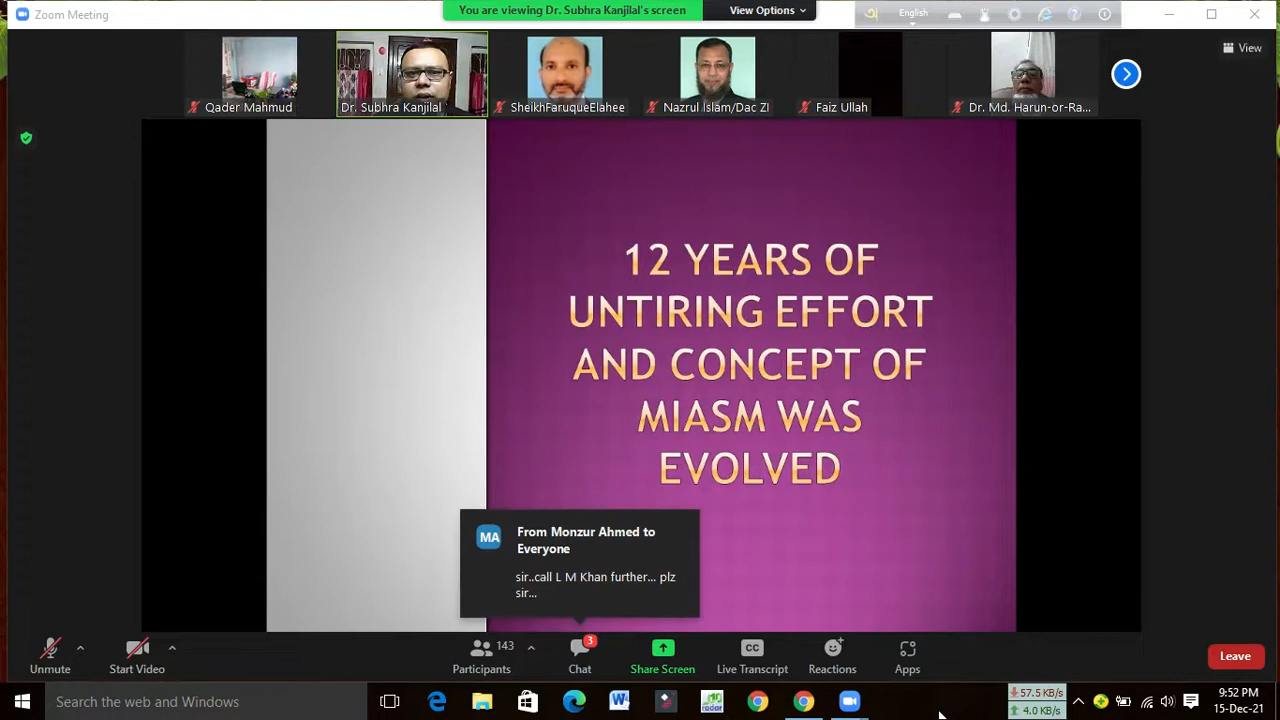 Zoom Meeting
You are viewing Dr. Subhra Kanjilal's screen
View Options
English
View
Qader Mahmud
Dr. Subhra Kanjilal
SheikhFaruqueElahee
Nazrul Islam/Dac ZI
Faiz Ullah
Dr. Md. Harun-or-Ra...
12 YEARS OF
UNTIRING EFFORT
AND CONCEPT OF
MIASM WAS
EVOLVED
MA
From Monzur Ahmed to
Everyone
sir..call L M Khan further... plz
sir...
Unmute
Start Video
143
Participants
3
Chat
Share Screen
CC
Live Transcript
Reactions
Apps
Leave
Search the web and Windows
57.5 KB/s
4.0 KB/s
9:52 PM
15-Dec-21